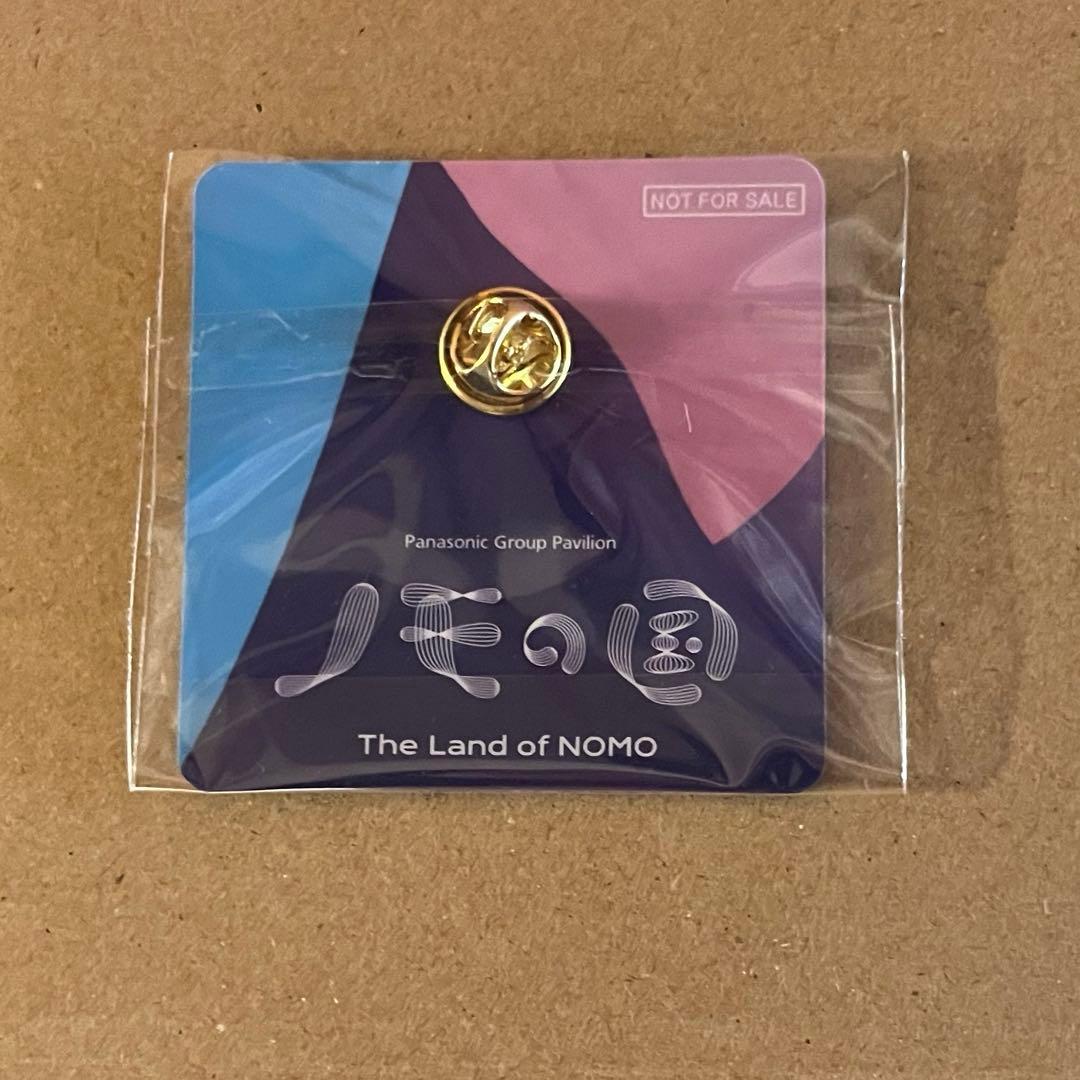 NOT FOR SALE
Panasonic Group Pavilion
ノモの国
The Land of NOMO